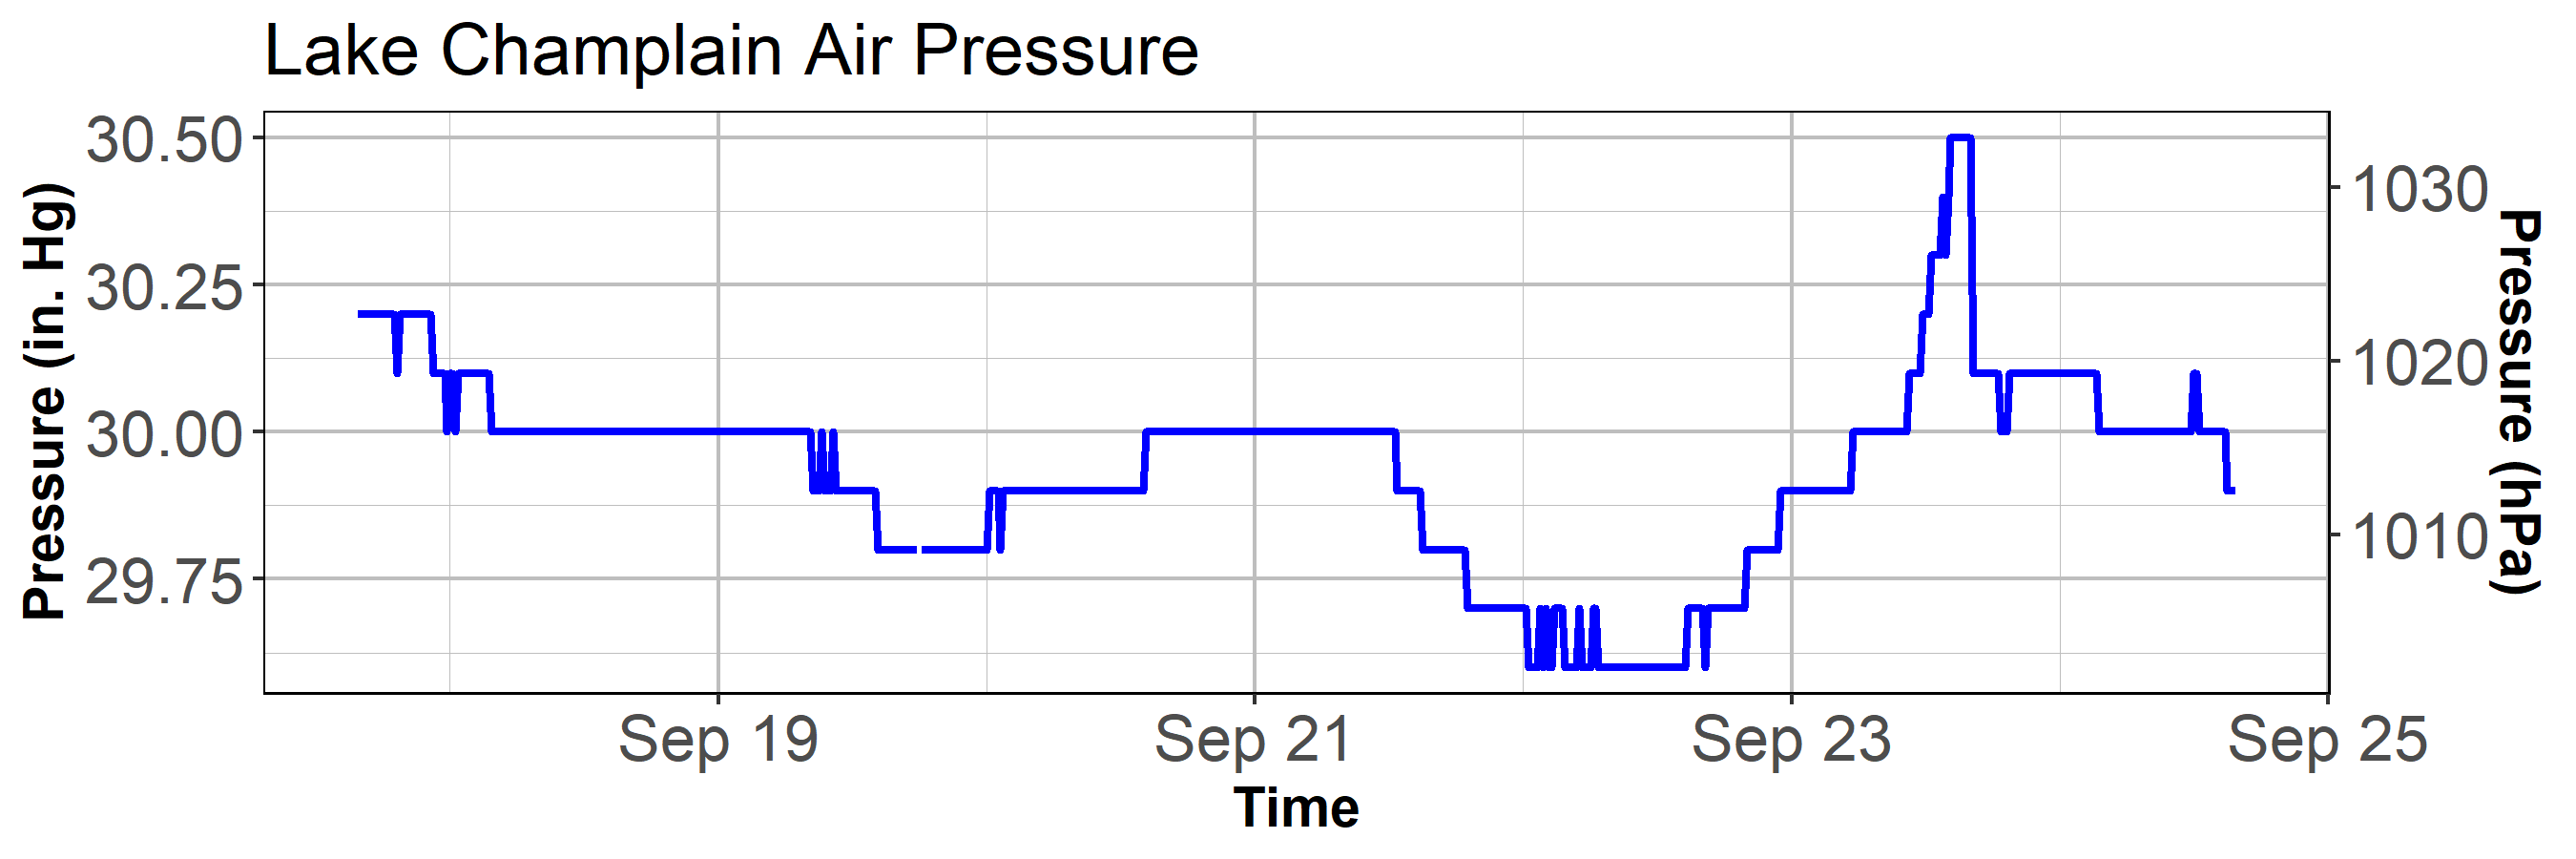 Lake Champlain Air Pressure
Pressure (in. Hg)
30.50
30.25
30.00
29.75
1030
1020
1010
Pressure (hPa)
Sep 19
Sep 21
Sep 23
Sep 25
Time